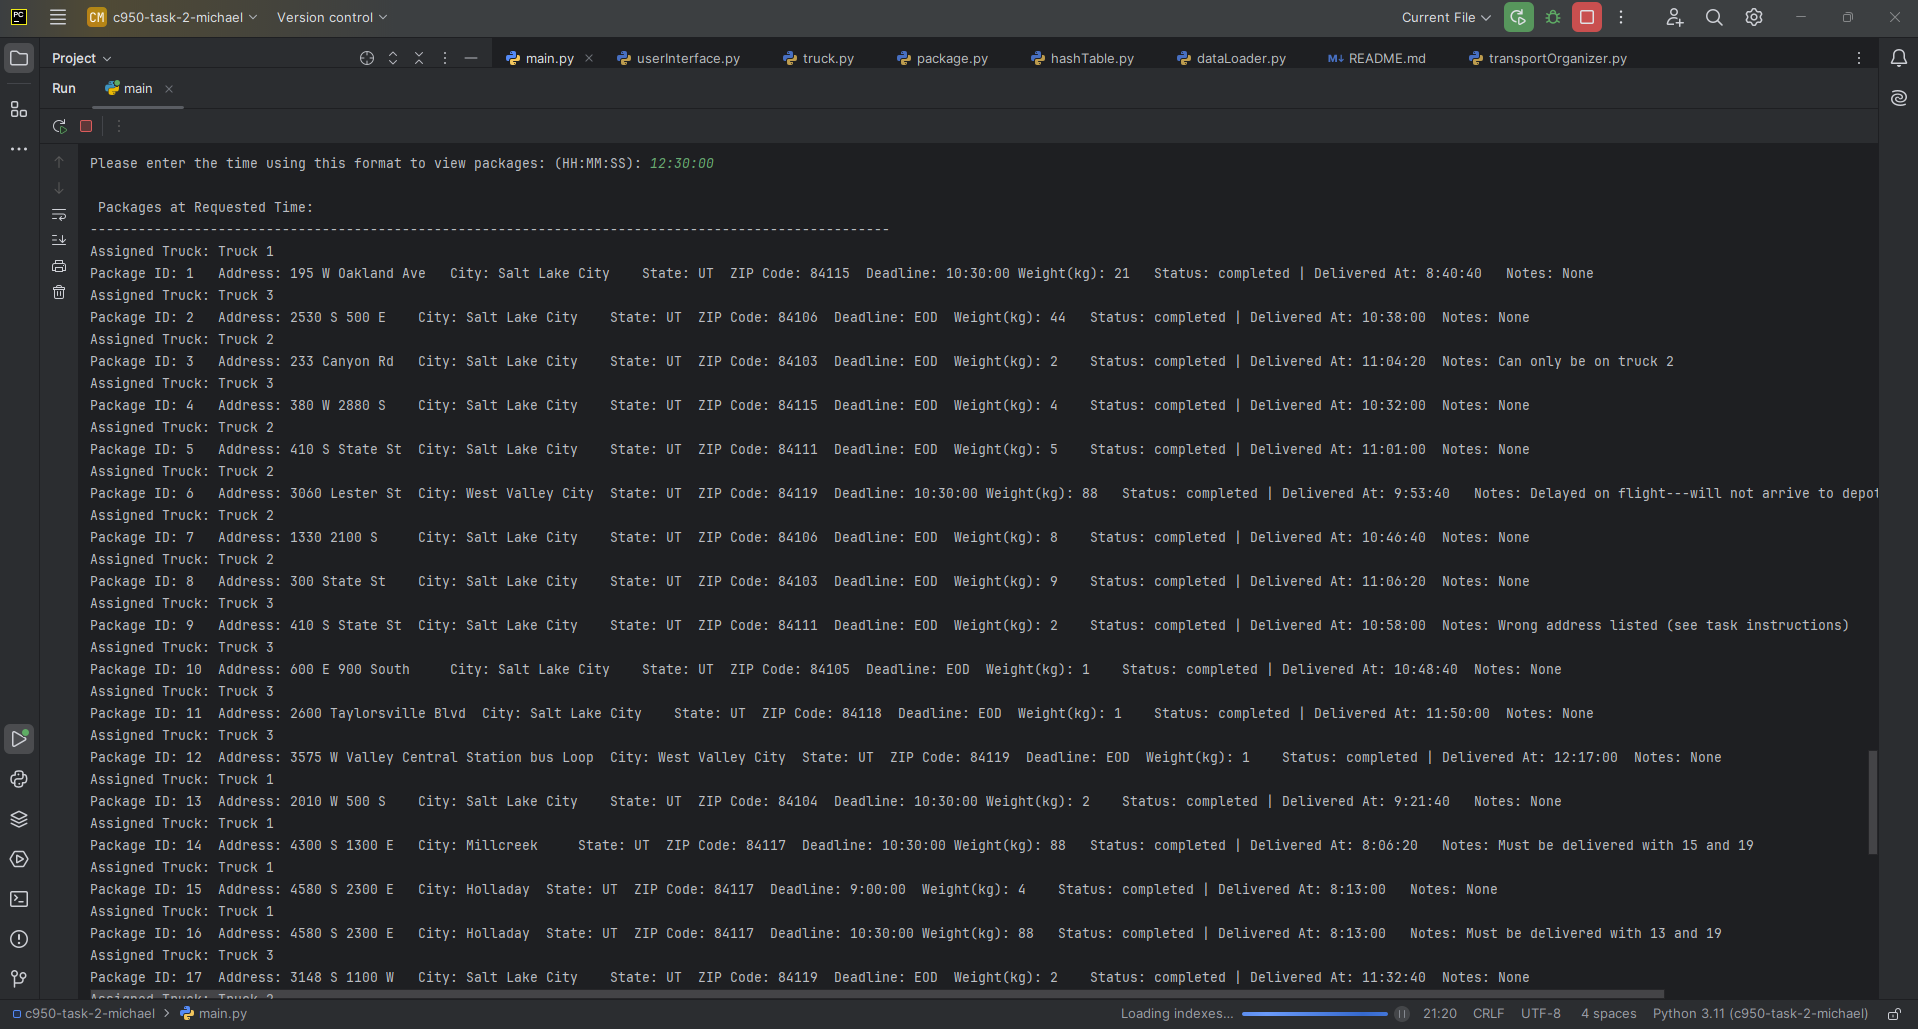 CM c950-task-2-michael Version control Current File
Project main.py userInterface.py truck.py package.py hashTable.py dataLoader.py README.md transportOrganizer.py
Run main
Please enter the time using this format to view packages: (HH:MM:SS): 12:30:00
Packages at Requested Time:
----------------------------------------------------------------------------------------------------
Assigned Truck: Truck 1
Package ID: 1 Address: 195 W Oakland Ave City: Salt Lake City State: UT ZIP Code: 84115 Deadline: 10:30:00 Weight(kg): 21 Status: completed | Delivered At: 8:40:40 Notes: None
Assigned Truck: Truck 3
Package ID: 2 Address: 2530 S 500 E City: Salt Lake City State: UT ZIP Code: 84106 Deadline: EOD Weight(kg): 44 Status: completed | Delivered At: 10:38:00 Notes: None
Assigned Truck: Truck 2
Package ID: 3 Address: 233 Canyon Rd City: Salt Lake City State: UT ZIP Code: 84103 Deadline: EOD Weight(kg): 2 Status: completed | Delivered At: 11:04:20 Notes: Can only be on truck 2
Assigned Truck: Truck 3
Package ID: 4 Address: 380 W 2880 S City: Salt Lake City State: UT ZIP Code: 84115 Deadline: EOD Weight(kg): 4 Status: completed | Delivered At: 10:32:00 Notes: None
Assigned Truck: Truck 2
Package ID: 5 Address: 410 S State St City: Salt Lake City State: UT ZIP Code: 84111 Deadline: EOD Weight(kg): 5 Status: completed | Delivered At: 11:01:00 Notes: None
Assigned Truck: Truck 2
Package ID: 6 Address: 3060 Lester St City: West Valley City State: UT ZIP Code: 84119 Deadline: 10:30:00 Weight(kg): 88 Status: completed | Delivered At: 9:53:40 Notes: Delayed on flight---will not arrive to depot
Assigned Truck: Truck 2
Package ID: 7 Address: 1330 2100 S City: Salt Lake City State: UT ZIP Code: 84106 Deadline: EOD Weight(kg): 8 Status: completed | Delivered At: 10:46:40 Notes: None
Assigned Truck: Truck 2
Package ID: 8 Address: 300 State St City: Salt Lake City State: UT ZIP Code: 84103 Deadline: EOD Weight(kg): 9 Status: completed | Delivered At: 11:06:20 Notes: None
Assigned Truck: Truck 3
Package ID: 9 Address: 410 S State St City: Salt Lake City State: UT ZIP Code: 84111 Deadline: EOD Weight(kg): 2 Status: completed | Delivered At: 10:58:00 Notes: Wrong address listed (see task instructions)
Assigned Truck: Truck 3
Package ID: 10 Address: 600 E 900 South City: Salt Lake City State: UT ZIP Code: 84105 Deadline: EOD Weight(kg): 1 Status: completed | Delivered At: 10:48:40 Notes: None
Assigned Truck: Truck 3
Package ID: 11 Address: 2600 Taylorsville Blvd City: Salt Lake City State: UT ZIP Code: 84118 Deadline: EOD Weight(kg): 1 Status: completed | Delivered At: 11:50:00 Notes: None
Assigned Truck: Truck 3
Package ID: 12 Address: 3575 W Valley Central Station bus Loop City: West Valley City State: UT ZIP Code: 84119 Deadline: EOD Weight(kg): 1 Status: completed | Delivered At: 12:17:00 Notes: None
Assigned Truck: Truck 1
Package ID: 13 Address: 2010 W 500 S City: Salt Lake City State: UT ZIP Code: 84104 Deadline: 10:30:00 Weight(kg): 2 Status: completed | Delivered At: 9:21:40 Notes: None
Assigned Truck: Truck 1
Package ID: 14 Address: 4300 S 1300 E City: Millcreek State: UT ZIP Code: 84117 Deadline: 10:30:00 Weight(kg): 88 Status: completed | Delivered At: 8:06:20 Notes: Must be delivered with 15 and 19
Assigned Truck: Truck 1
Package ID: 15 Address: 4580 S 2300 E City: Holladay State: UT ZIP Code: 84117 Deadline: 9:00:00 Weight(kg): 4 Status: completed | Delivered At: 8:13:00 Notes: None
Assigned Truck: Truck 1
Package ID: 16 Address: 4580 S 2300 E City: Holladay State: UT ZIP Code: 84117 Deadline: 10:30:00 Weight(kg): 88 Status: completed | Delivered At: 8:13:00 Notes: Must be delivered with 13 and 19
Assigned Truck: Truck 3
Package ID: 17 Address: 3148 S 1100 W City: Salt Lake City State: UT ZIP Code: 84119 Deadline: EOD Weight(kg): 2 Status: completed | Delivered At: 11:32:40 Notes: None
Assigned Truck: Truck 2
c950-task-2-michael > main.py Loading indexes... 21:20 CRLF UTF-8 4 spaces Python 3.11 (c950-task-2-michael)